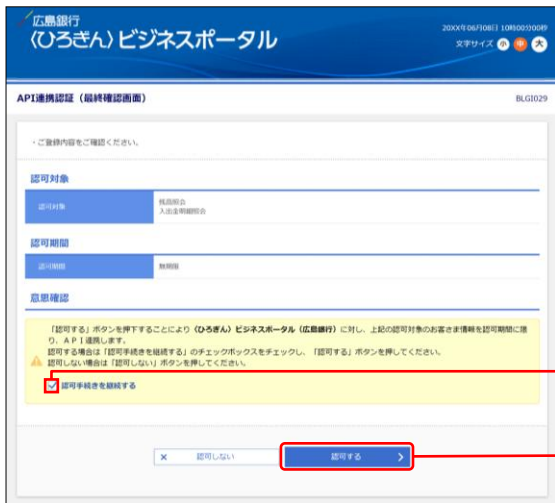 広島銀行
〈ひろぎん〉ビジネスポータル
20XX年06月08日 10時00分00秒
文字サイズ 小 中 大
API連携認証（最終確認画面）
BLGI029
・ご登録内容をご確認ください。
認可対象
認可対象
残高照会
入出金明細照会
認可期間
認可期間
無期限
意思確認
「認可する」ボタンを押下することにより〈ひろぎん〉ビジネスポータル（広島銀行）に対し、上記の認可対象のお客さま情報を認可期間に限
り、ＡＰＩ連携します。
認可する場合は「認可手続きを継続する」のチェックボックスをチェックし、「認可する」ボタンを押してください。
認可しない場合は「認可しない」ボタンを押してください。
認可手続きを継続する
× 認可しない
認可する